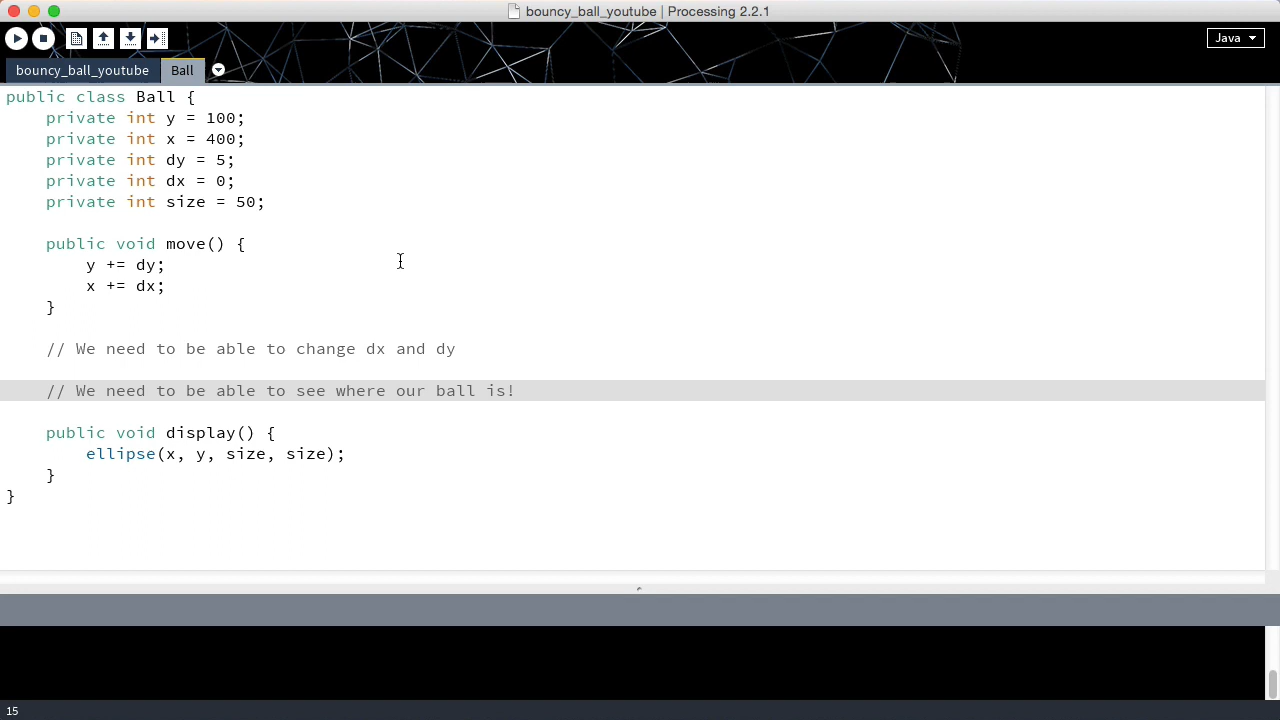 bouncy_ball_youtube | Processing 2.2.1
Java
bouncy_ball_youtube Ball
public class Ball {
    private int y = 100;
    private int x = 400;
    private int dy = 5;
    private int dx = 0;
    private int size = 50;
    public void move() {
        y += dy;
        x += dx;
    }
    // We need to be able to change dx and dy
    // We need to be able to see where our ball is!
    public void display() {
        ellipse(x, y, size, size);
    }
}
15